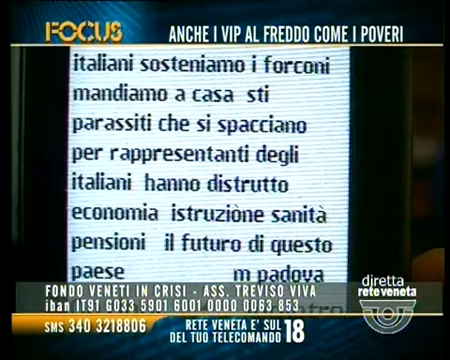 FOCUS
ANCHE I VIP AL FREDDO COME I POVERI
italiani sosteniamo i forconi
mandiamo a casa sti
parassiti che si spacciano
per rappresentanti degli
italiani hanno distrutto
economia istruziòne sanità
pensioni il futuro di questo
paese m padova
FONDO VENETI IN CRISI - ASS. TREVISO VIVA
iban IT91 G033 5901 6001 0000 0063 853
diretta
reteveneta
SMS 340 3218806
RETE VENETA E' SUL
DEL TUO TELECOMANDO 18